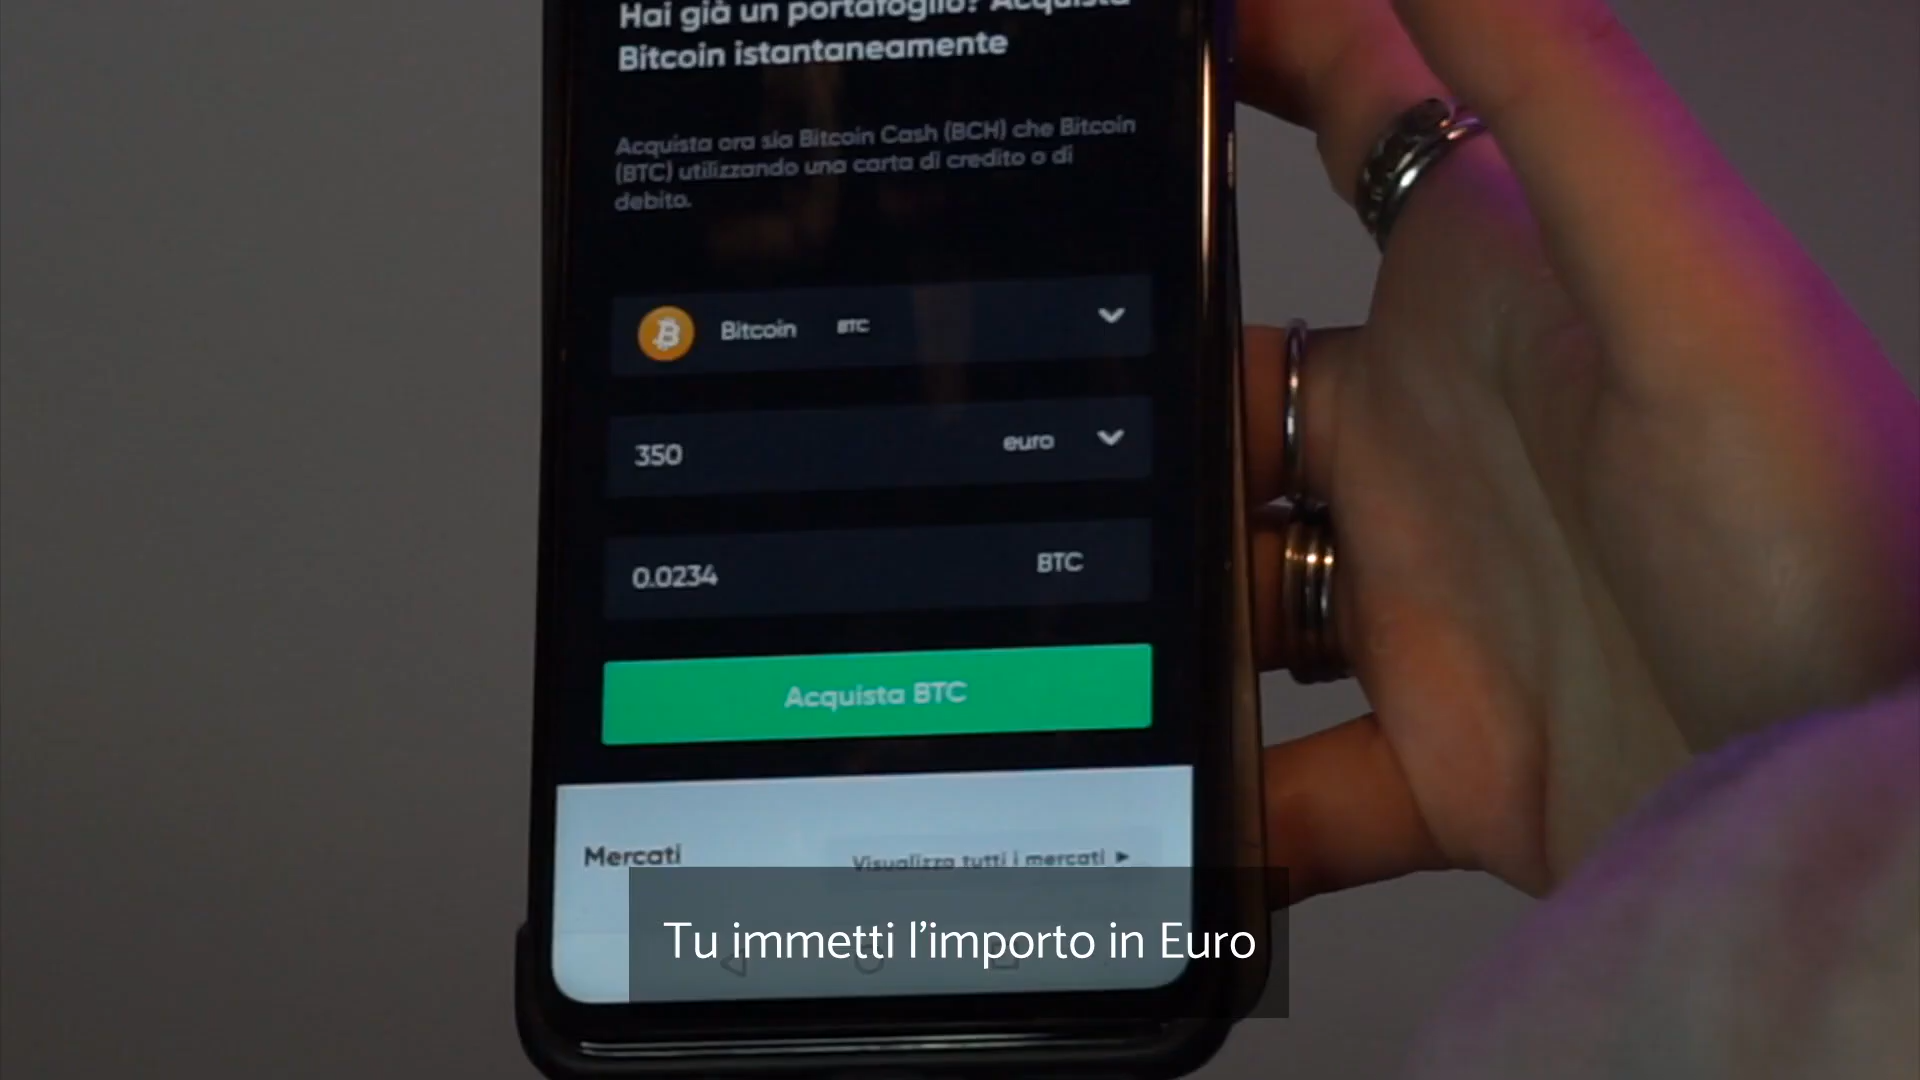 Hai già un portafoglio? Acquista
Bitcoin istantaneamente
Acquista ora sia Bitcoin Cash (BCH) che Bitcoin
(BTC) utilizzando una carta di credito o di
debito.
Bitcoin BTC
350 euro
0.0234 BTC
Acquista BTC
Mercati Visualizza tutti i mercati ►
Tu immetti l'importo in Euro